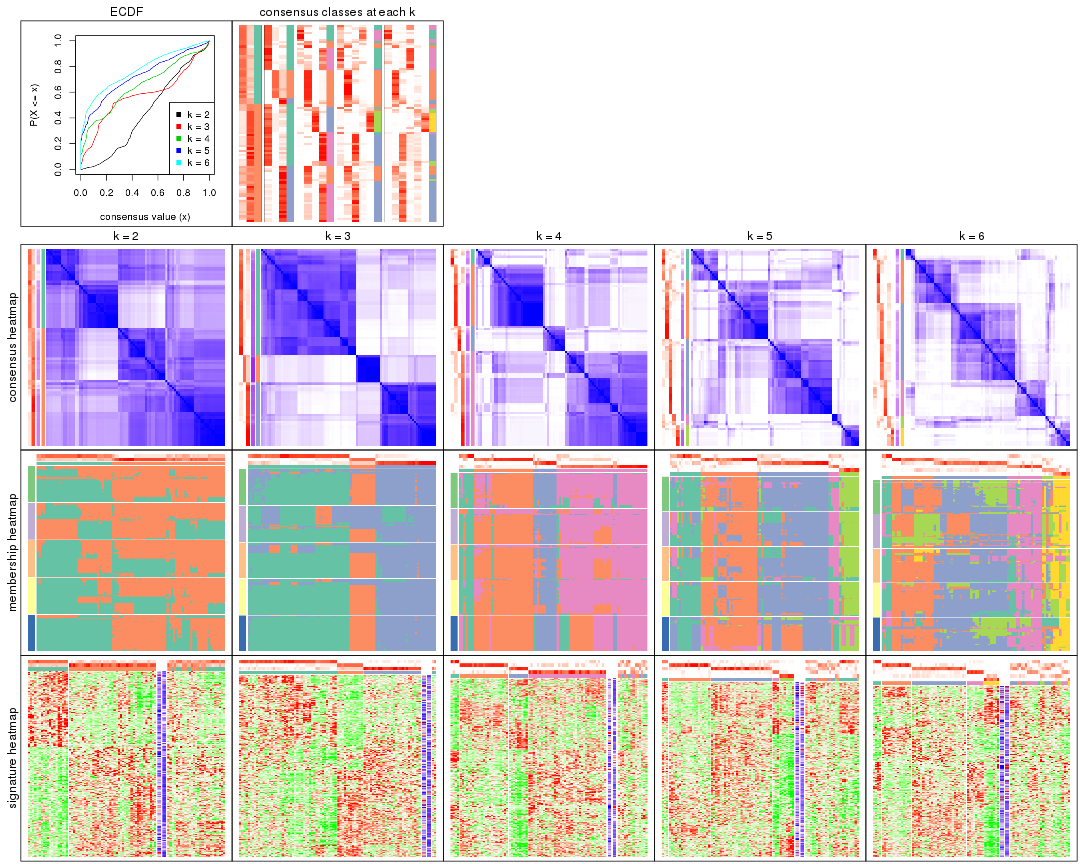 ECDF
consensus classes at each k
P(X <= x)
0.0 0.2 0.4 0.6 0.8 1.0
k = 2
k = 3
k = 4
k = 5
k = 6
0.0 0.2 0.4 0.6 0.8 1.0
consensus value (x)
k = 2
k = 3
k = 4
k = 5
k = 6
consensus heatmap
membership heatmap
signature heatmap